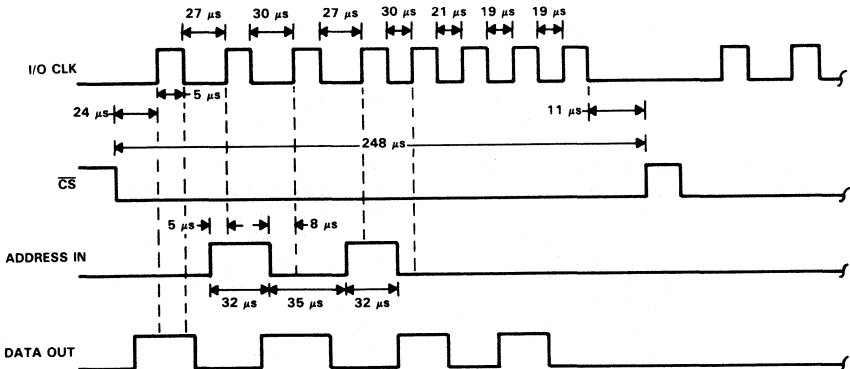 27 μs 30 μs 27 μs 30 μs 21 μs 19 μs 19 μs
I/O CLK
5 μs
24 μs
11 μs
248 μs
CS
5 μs 8 μs
ADDRESS IN
32 μs 35 μs 32 μs
DATA OUT